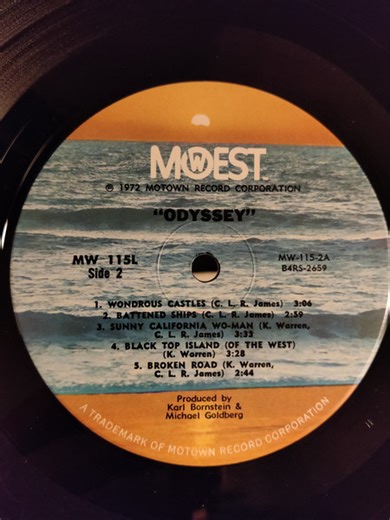 MOWEST
℗ 1972 MOTOWN RECORD CORPORATION
"ODYSSEY"
MW 115L
Side 2
MW-115-2A
B4RS-2659
1. WONDROUS CASTLES (C. L. R. James) 3:06
2. BATTENED SHIPS (C. L. R. James) 2:59
3. SUNNY CALIFORNIA WO-MAN (K. Warren,
C. L. R. James) 3:33
4. BLACK TOP ISLAND (OF THE WEST)
(K. Warren) 3:28
5. BROKEN ROAD (K. Warren,
C. L. R. James) 2:44
Produced by
Karl Bornstein &
Michael Goldberg
A TRADEMARK OF MOTOWN RECORD CORPORATION